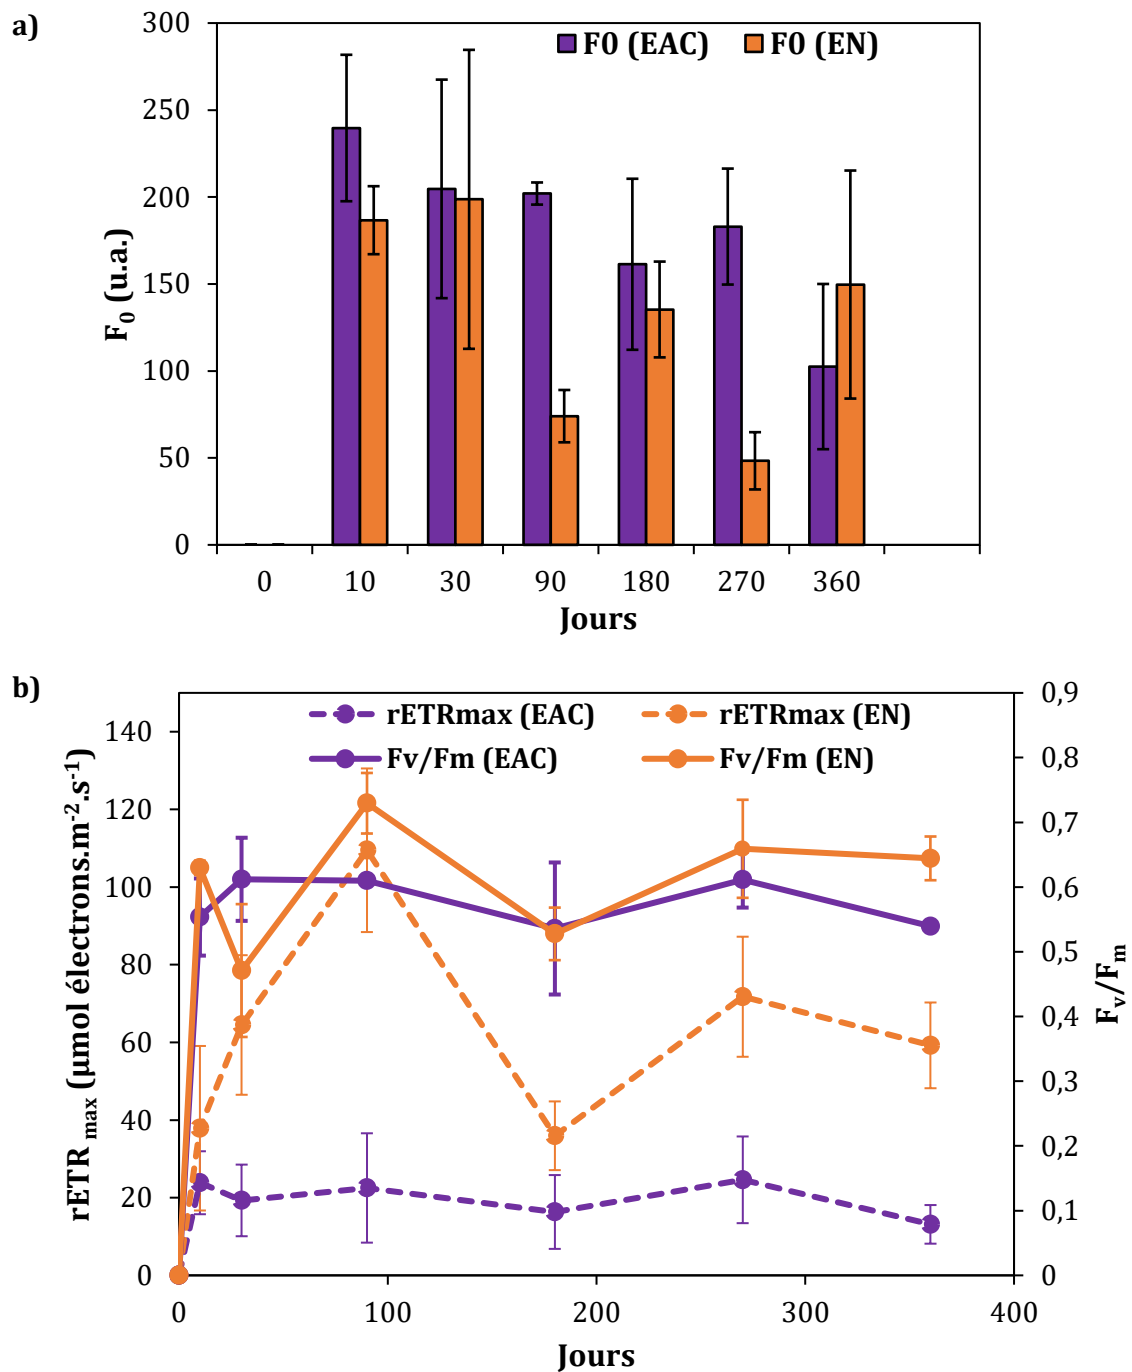 a)
300
250
200
150
100
50
0
F0 (EAC) F0 (EN)
F₀ (u.a.)
0 10 30 90 180 270 360
Jours
b)
140
120
100
80
60
40
20
0
rETRmax (EAC) rETRmax (EN)
Fv/Fm (EAC) Fv/Fm (EN)
rETR max (µmol électrons.m⁻².s⁻¹)
0,9
0,8
0,7
0,6
0,5
0,4
0,3
0,2
0,1
0
Fᵥ/Fₘ
0 100 200 300 400
Jours